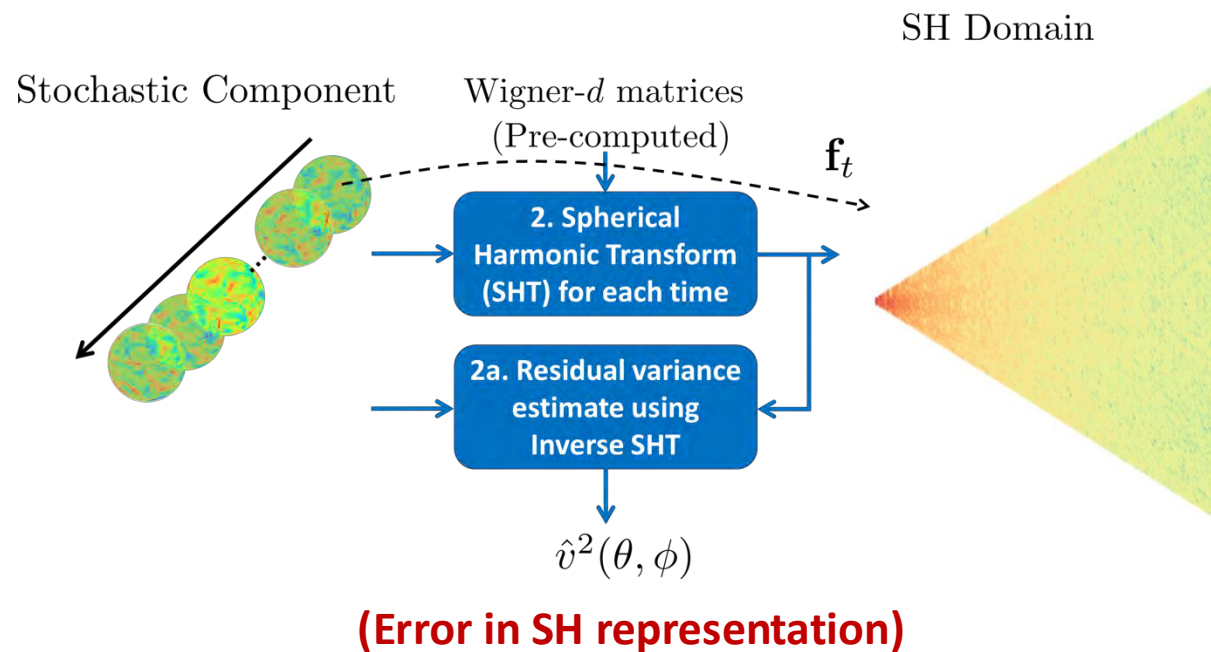 SH Domain
Stochastic Component
Wigner-d matrices
(Pre-computed)
𝐟ₜ
2. Spherical
Harmonic Transform
(SHT) for each time
2a. Residual variance
estimate using
Inverse SHT
v̂²(θ, ϕ)
(Error in SH representation)